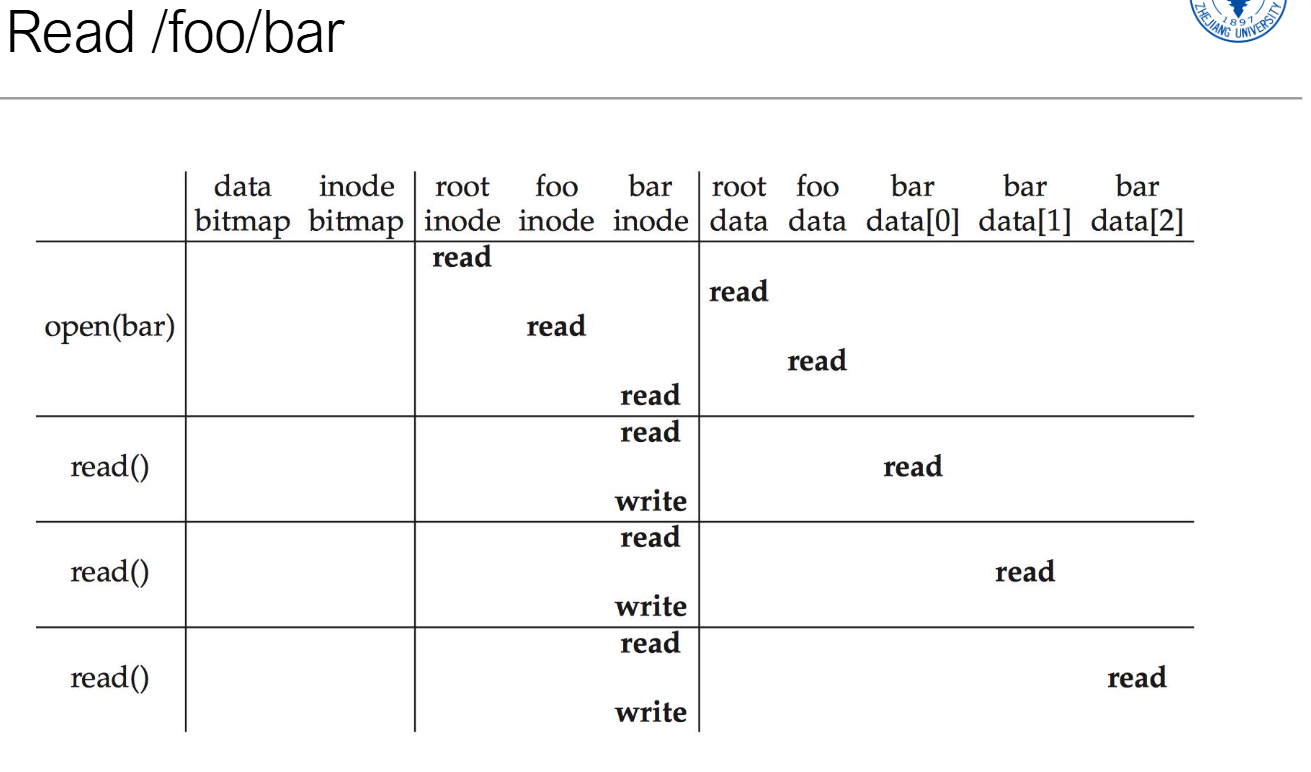 Read /foo/bar
ZHEJIANG UNIVERSITY
1897
data inode root foo bar root foo bar bar bar
bitmap bitmap inode inode inode data data data[0] data[1] data[2]
read
read
open(bar) read
read
read
read
read() read
write
read
read() read
write
read
read() read
write